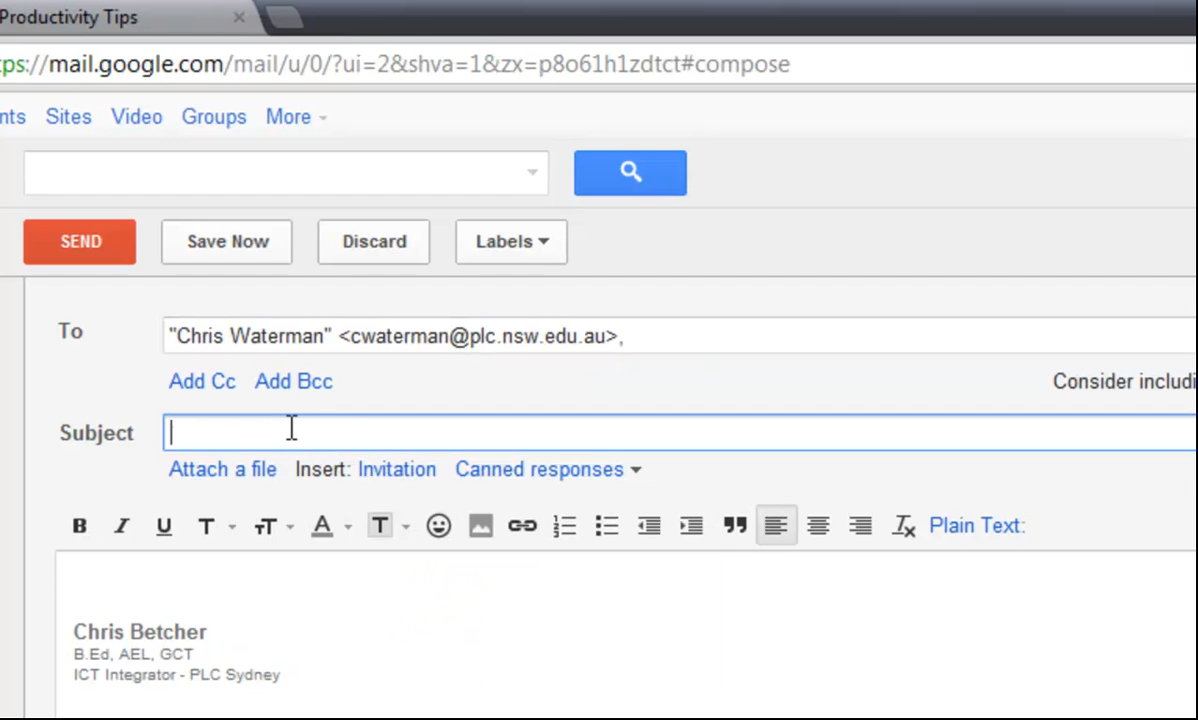 Productivity Tips
ps://mail.google.com/mail/u/0/?ui=2&shva=1&zx=p8o61h1zdtct#compose
nts Sites Video Groups More
SEND Save Now Discard Labels
To "Chris Waterman" <cwaterman@plc.nsw.edu.au>,
Add Cc Add Bcc Consider includi
Subject
Attach a file Insert: Invitation Canned responses
B I U T TT A T Tx Plain Text:
Chris Betcher
B.Ed, AEL, GCT
ICT Integrator - PLC Sydney